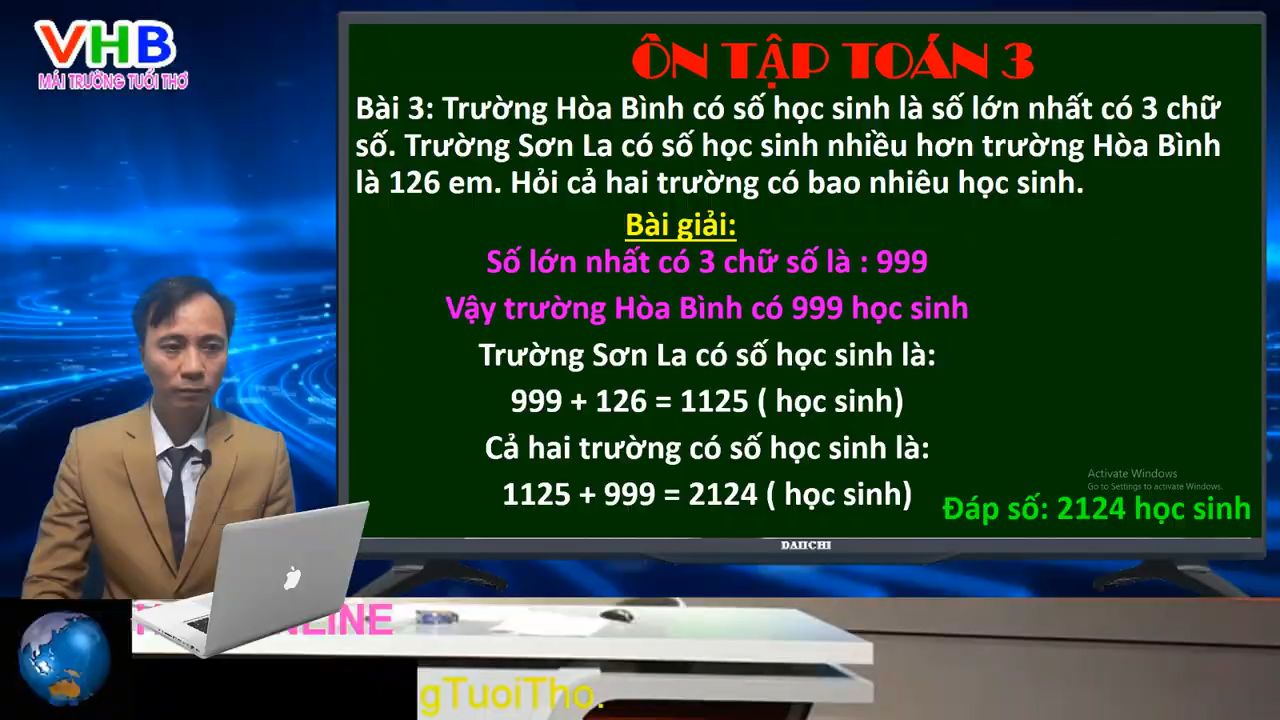 VHB
MÁI TRƯỜNG TUỔI THƠ
ÔN TẬP TOÁN 3
Bài 3: Trường Hòa Bình có số học sinh là số lớn nhất có 3 chữ
số. Trường Sơn La có số học sinh nhiều hơn trường Hòa Bình
là 126 em. Hỏi cả hai trường có bao nhiêu học sinh.
Bài giải:
Số lớn nhất có 3 chữ số là : 999
Vậy trường Hòa Bình có 999 học sinh
Trường Sơn La có số học sinh là:
999 + 126 = 1125 ( học sinh)
Cả hai trường có số học sinh là:
1125 + 999 = 2124 ( học sinh)
Activate Windows
Go to Settings to activate Windows.
Đáp số: 2124 học sinh
DAIICHI
NLINE
gTuoiTho.